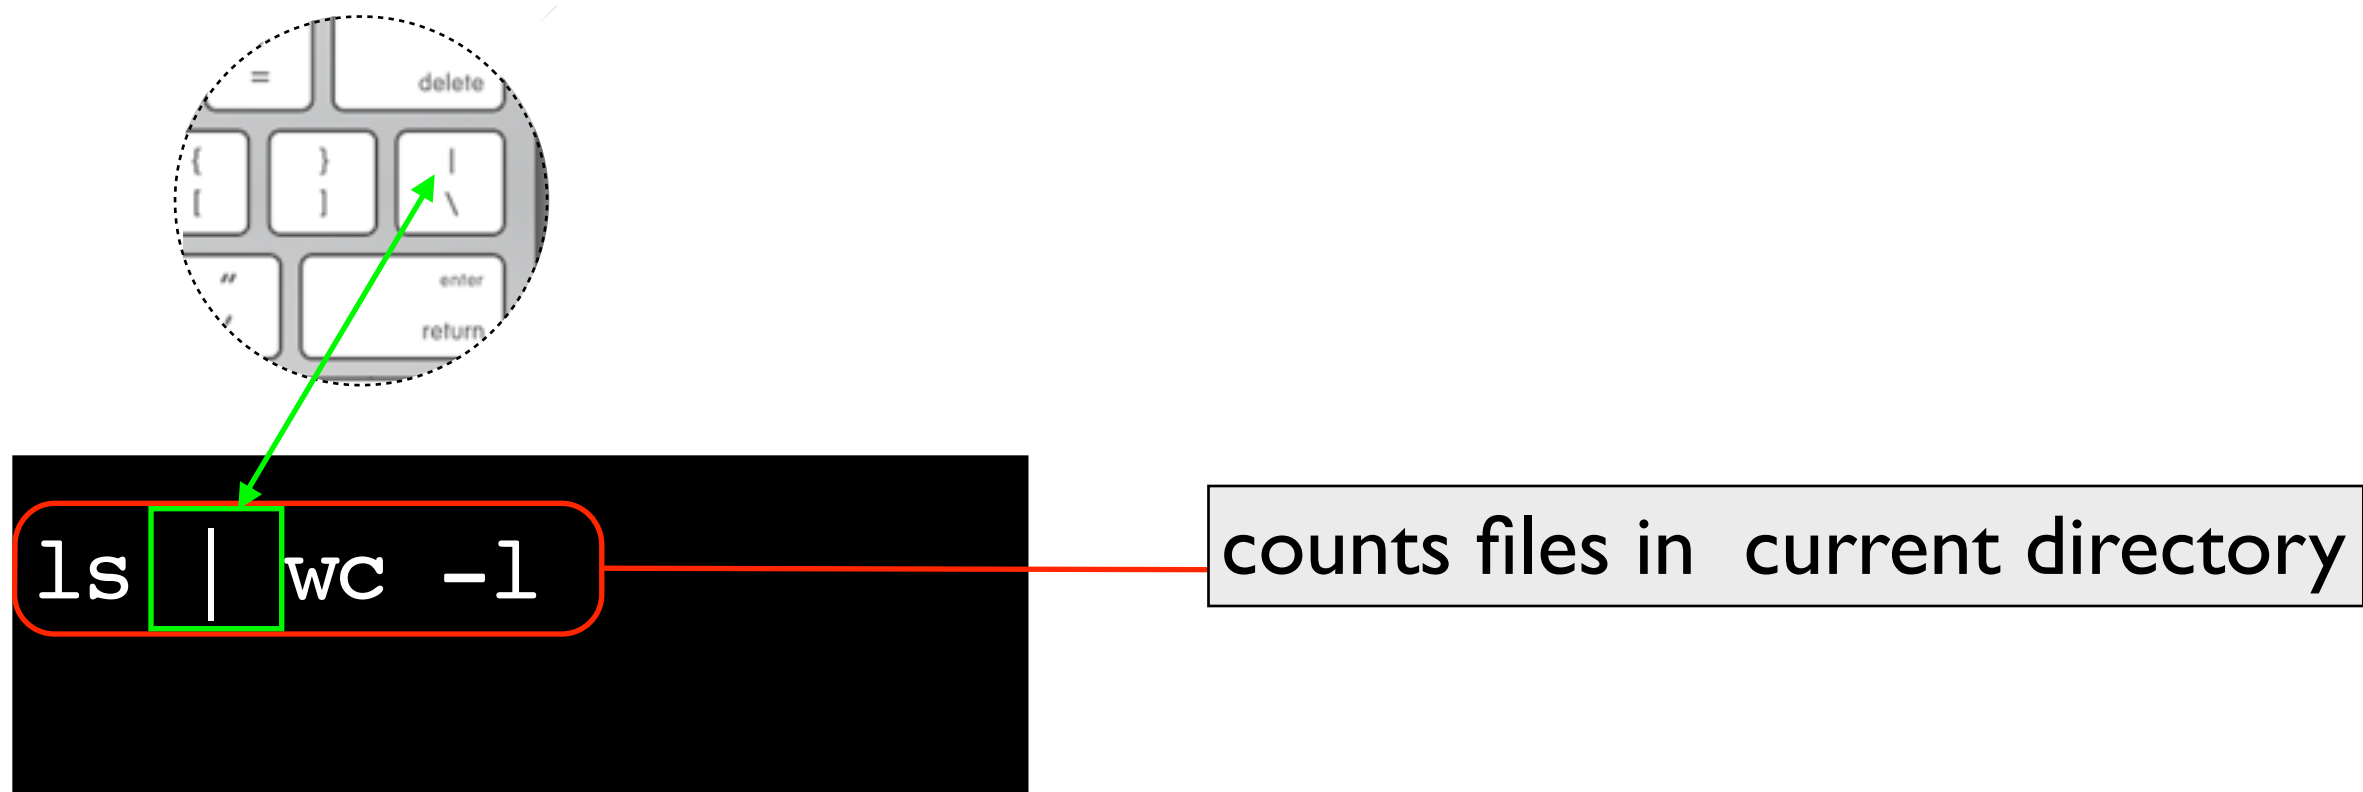 = delete
{ } |
[ ] \
" enter
return
ls | wc -l
counts files in current directory